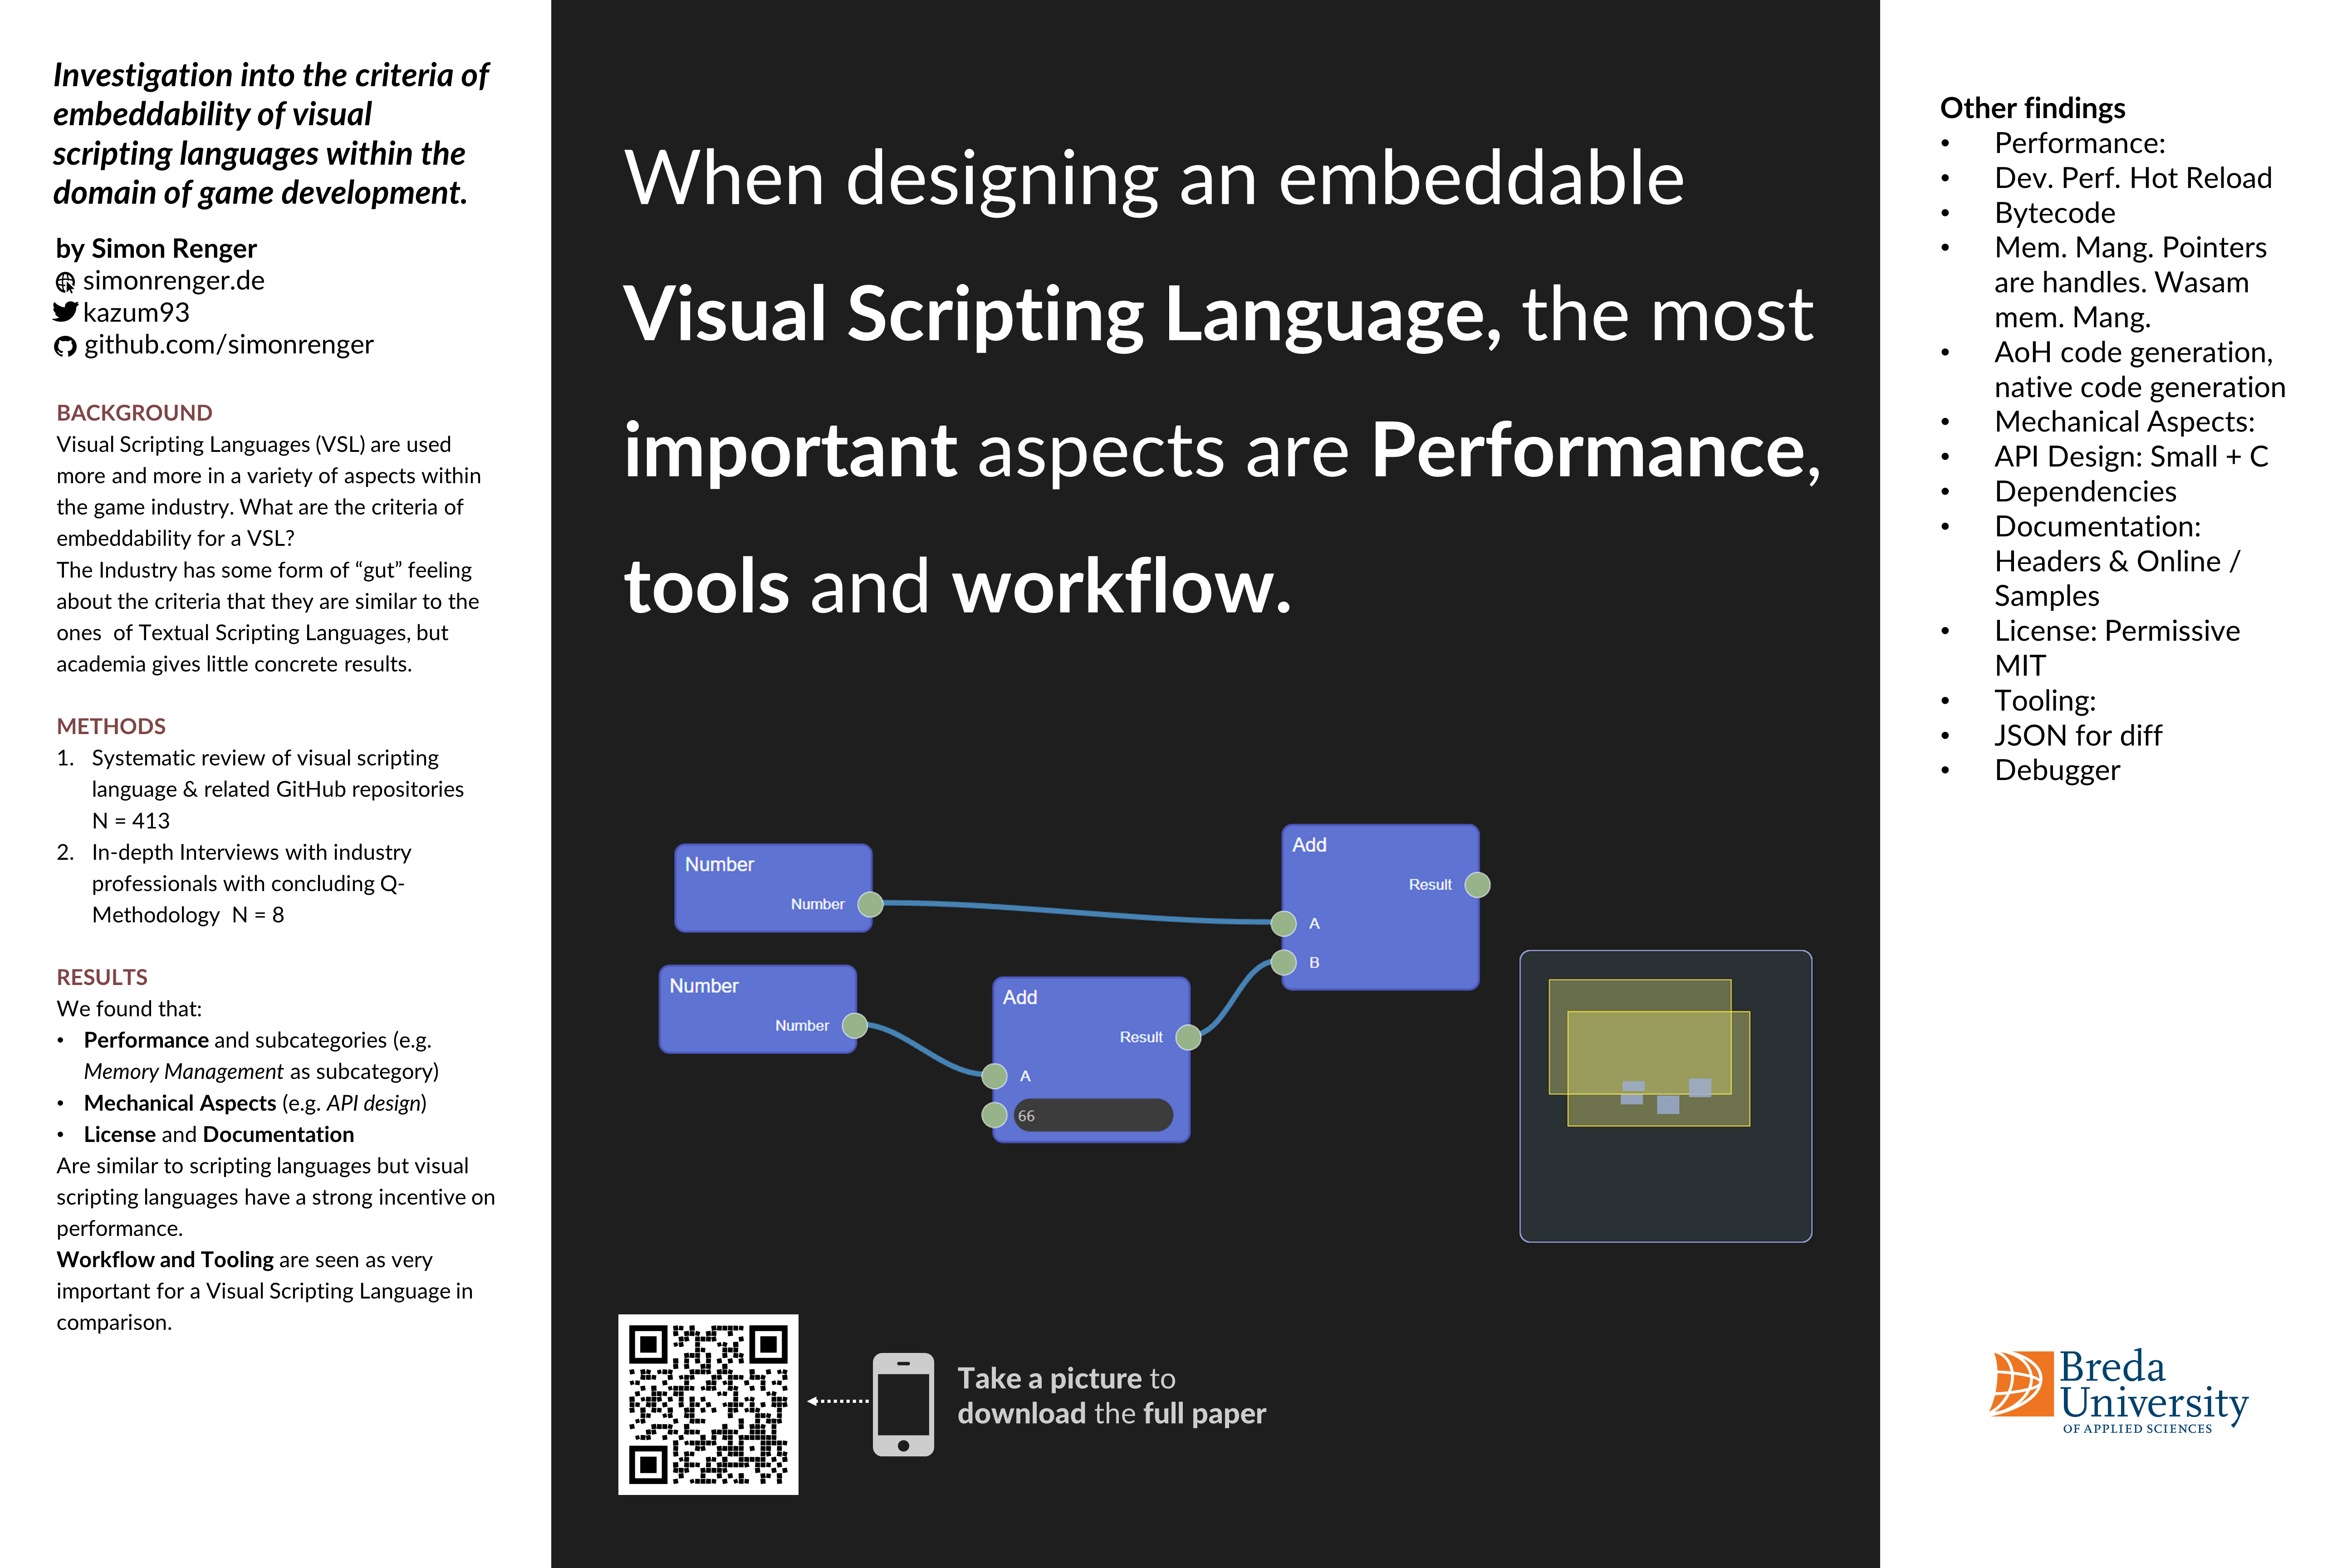 Investigation into the criteria of
embeddability of visual
scripting languages within the
domain of game development.
by Simon Renger
simonrenger.de
kazum93
github.com/simonrenger
BACKGROUND
Visual Scripting Languages (VSL) are used
more and more in a variety of aspects within
the game industry. What are the criteria of
embeddability for a VSL?
The Industry has some form of “gut” feeling
about the criteria that they are similar to the
ones  of Textual Scripting Languages, but
academia gives little concrete results.
METHODS
1. Systematic review of visual scripting
language & related GitHub repositories
N = 413
2. In-depth Interviews with industry
professionals with concluding Q-
Methodology  N = 8
RESULTS
We found that:
• Performance and subcategories (e.g.
Memory Management as subcategory)
• Mechanical Aspects (e.g. API design)
• License and Documentation
Are similar to scripting languages but visual
scripting languages have a strong incentive on
performance.
Workflow and Tooling are seen as very
important for a Visual Scripting Language in
comparison.
When designing an embeddable
Visual Scripting Language, the most
important aspects are Performance,
tools and workflow.
Number
Number
Number
Number
Add
Result
A
66
Add
Result
A
B
Take a picture to
download the full paper
Other findings
• Performance:
• Dev. Perf. Hot Reload
• Bytecode
• Mem. Mang. Pointers
are handles. Wasam
mem. Mang.
• AoH code generation,
native code generation
• Mechanical Aspects:
• API Design: Small + C
• Dependencies
• Documentation:
Headers & Online /
Samples
• License: Permissive
MIT
• Tooling:
• JSON for diff
• Debugger
Breda
University
OF APPLIED SCIENCES